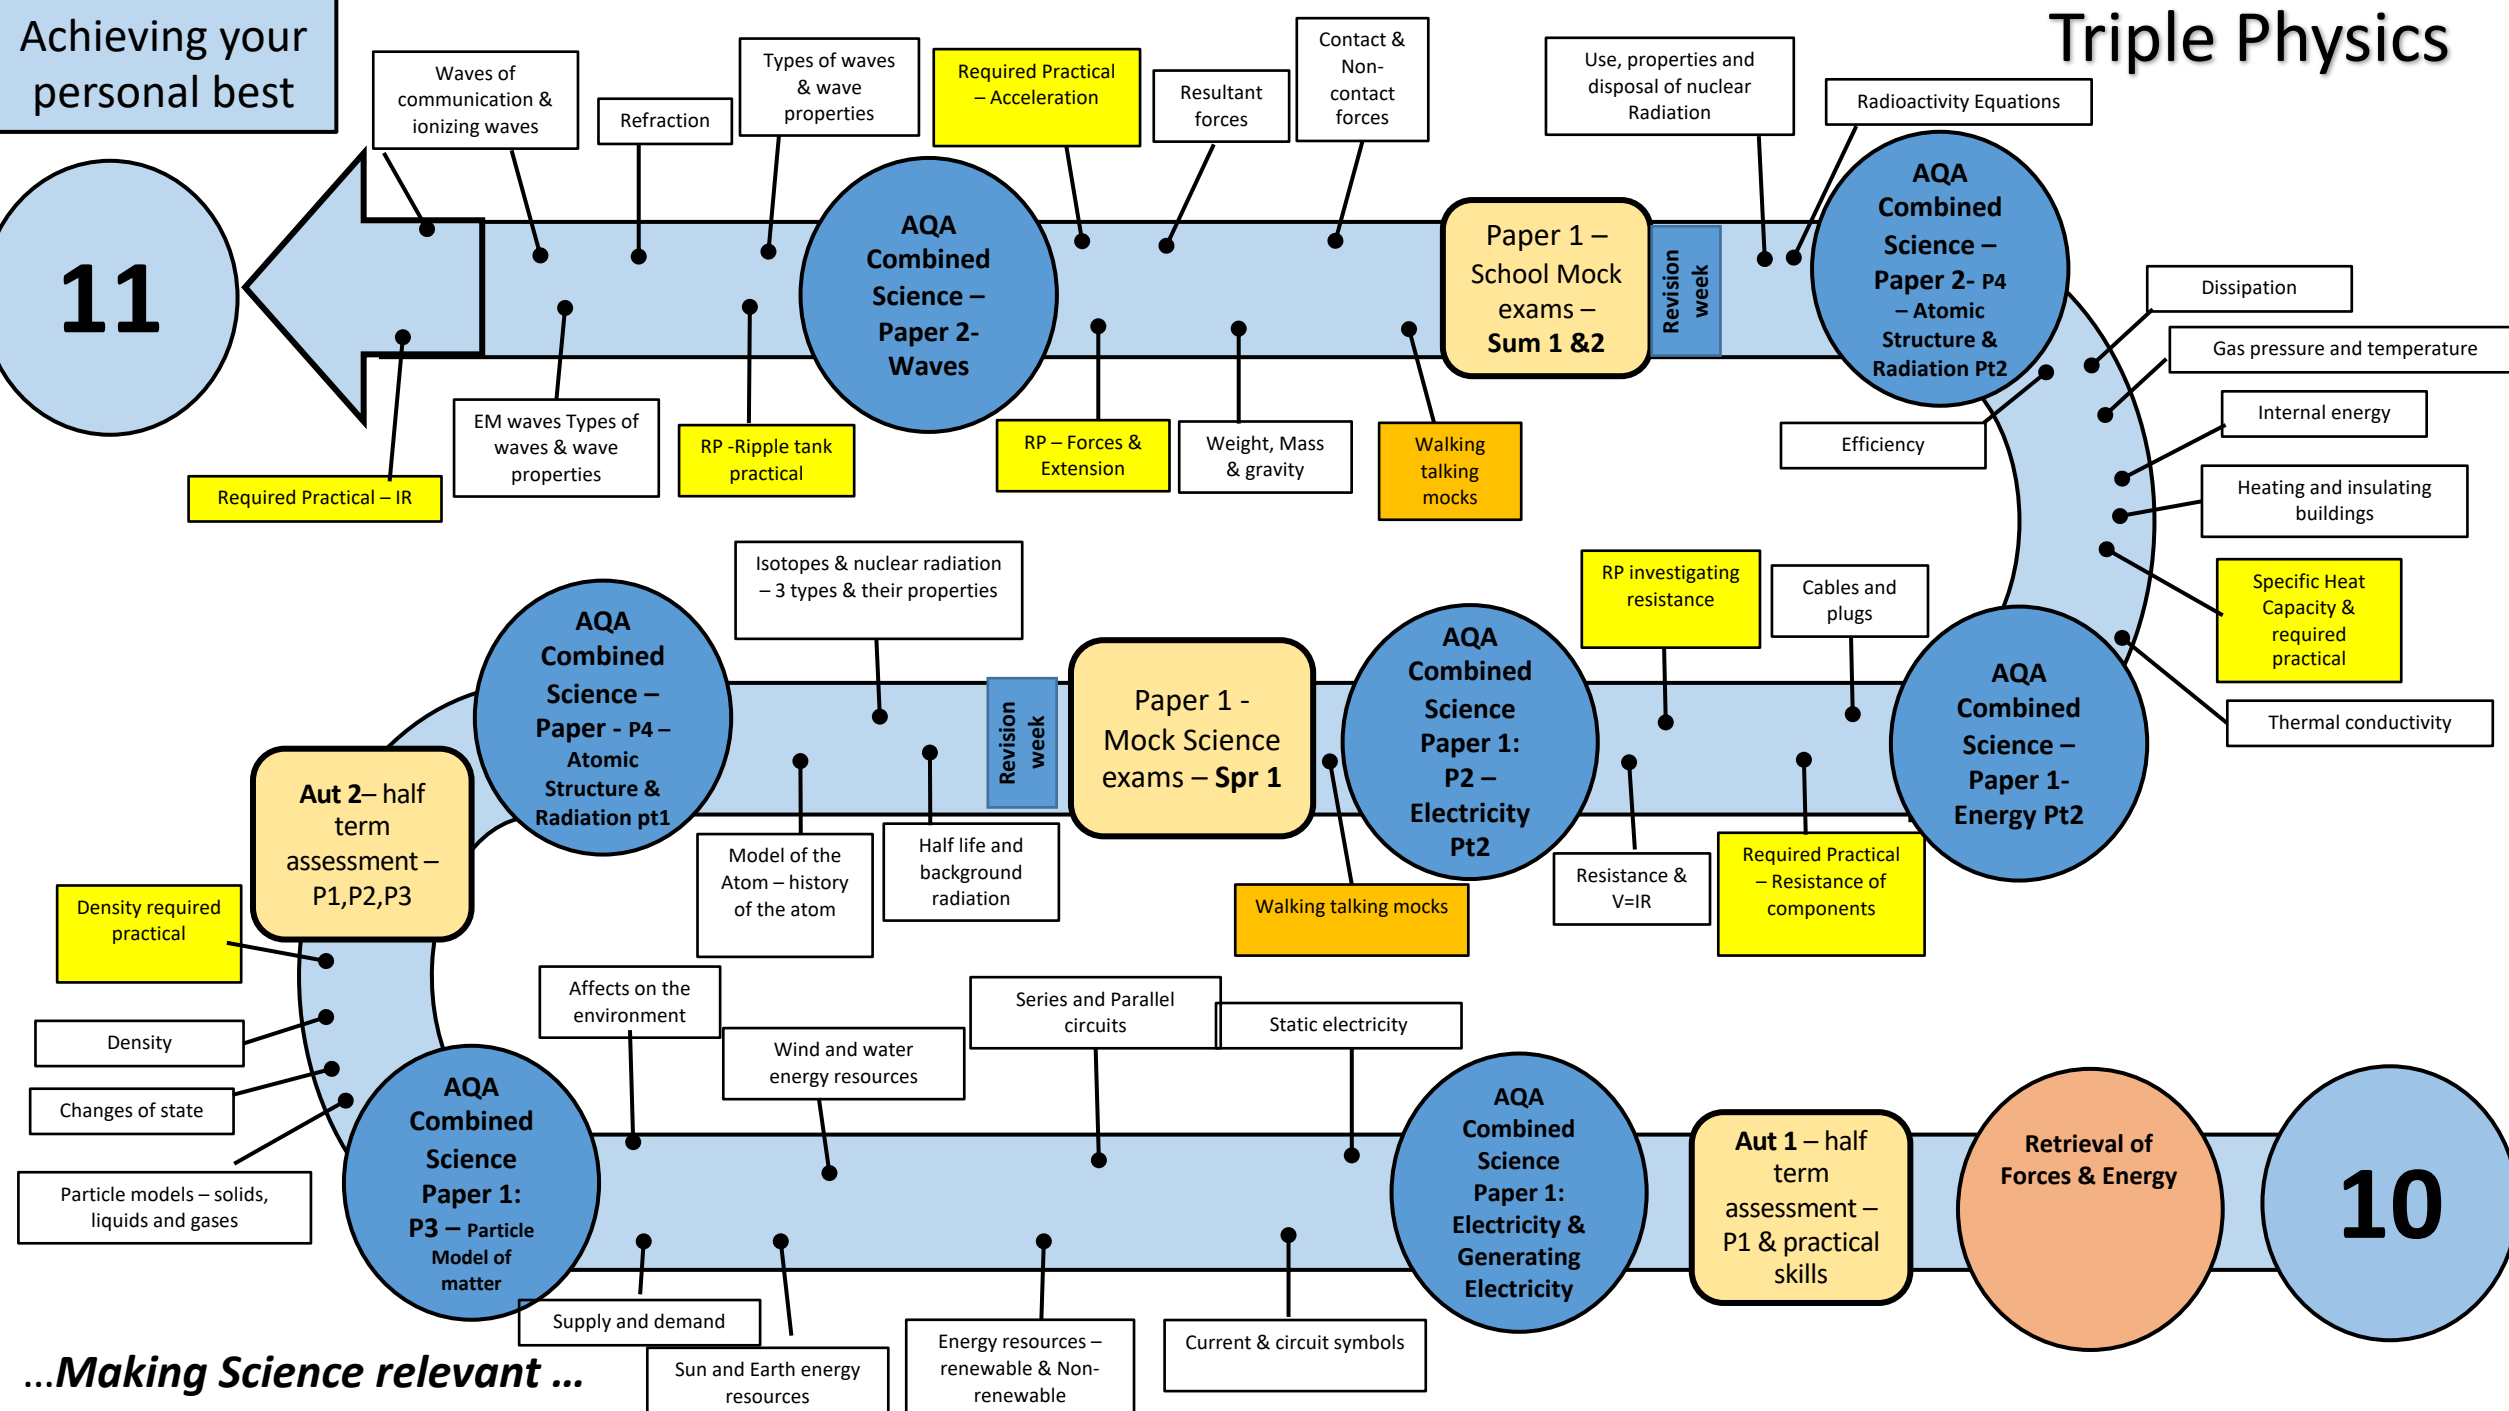 Achieving your
personal best
Triple Physics
Waves of
communication &
ionizing waves
Refraction
Types of waves
& wave
properties
Required Practical
– Acceleration
Resultant
forces
Contact &
Non-
contact
forces
Use, properties and
disposal of nuclear
Radiation
Radioactivity Equations
11
AQA
Combined
Science –
Paper 2-
Waves
Paper 1 –
School Mock
exams –
Sum 1 &2
Revision
week
AQA
Combined
Science –
Paper 2- P4
– Atomic
Structure &
Radiation Pt2
Required Practical – IR
EM waves Types of
waves & wave
properties
RP -Ripple tank
practical
RP – Forces &
Extension
Weight, Mass
& gravity
Walking
talking
mocks
Efficiency
Dissipation
Gas pressure and temperature
Internal energy
Heating and insulating
buildings
Specific Heat
Capacity &
required
practical
Thermal conductivity
Isotopes & nuclear radiation
– 3 types & their properties
RP investigating
resistance
Cables and
plugs
AQA
Combined
Science –
Paper - P4 –
Atomic
Structure &
Radiation pt1
Revision
week
Paper 1 -
Mock Science
exams – Spr 1
AQA
Combined
Science
Paper 1:
P2 –
Electricity
Pt2
AQA
Combined
Science –
Paper 1-
Energy Pt2
Aut 2– half
term
assessment –
P1,P2,P3
Model of the
Atom – history
of the atom
Half life and
background
radiation
Walking talking mocks
Resistance &
V=IR
Required Practical
– Resistance of
components
Density required
practical
Density
Changes of state
Particle models – solids,
liquids and gases
Affects on the
environment
Wind and water
energy resources
Series and Parallel
circuits
Static electricity
AQA
Combined
Science
Paper 1:
P3 – Particle
Model of
matter
AQA
Combined
Science
Paper 1:
Electricity &
Generating
Electricity
Aut 1 – half
term
assessment –
P1 & practical
skills
Retrieval of
Forces & Energy
10
Supply and demand
Sun and Earth energy
resources
Energy resources –
renewable & Non-
renewable
Current & circuit symbols
...Making Science relevant ...